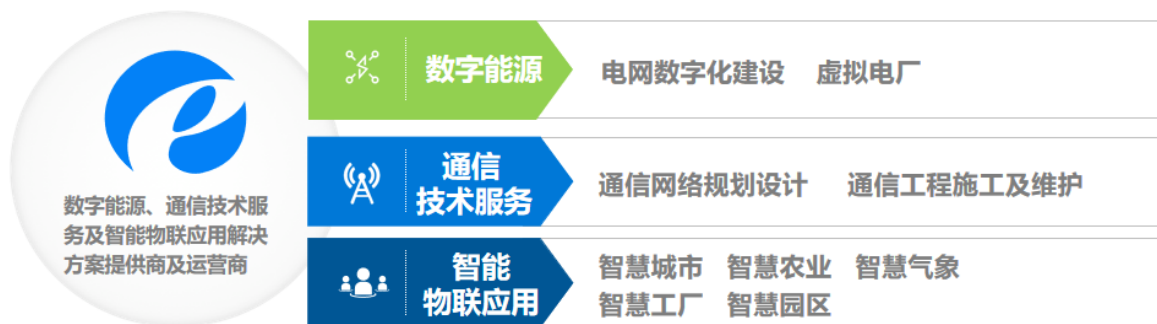 数字能源、通信技术服
务及智能物联应用解决
方案提供商及运营商
数字能源
电网数字化建设 虚拟电厂
通信
技术服务
通信网络规划设计 通信工程施工及维护
智能
物联应用
智慧城市 智慧农业 智慧气象
智慧工厂 智慧园区